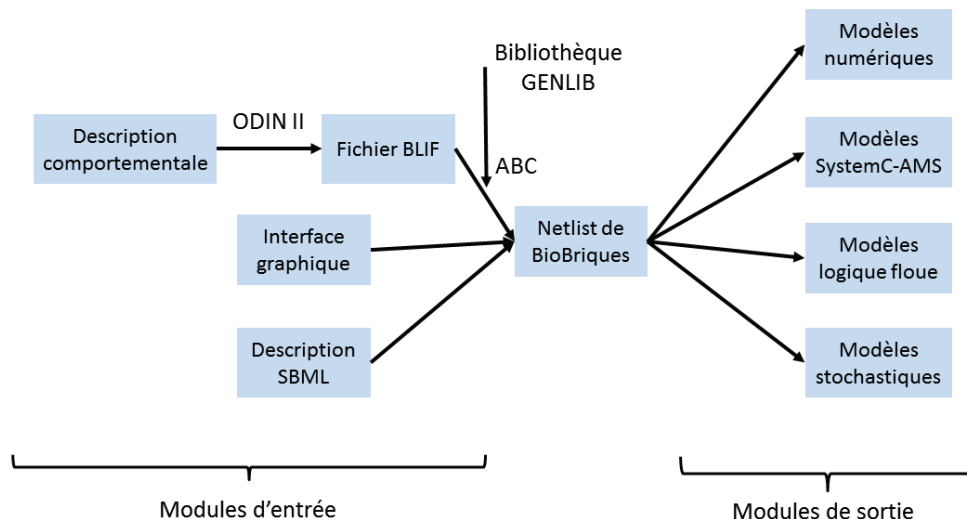 Modèles
numériques
Bibliothèque
GENLIB
ODIN II
Description
comportementale
Fichier BLIF
ABC
Modèles
SystemC-AMS
Interface
graphique
Netlist de
BioBriques
Modèles
logique floue
Description
SBML
Modèles
stochastiques
Modules d'entrée
Modules de sortie